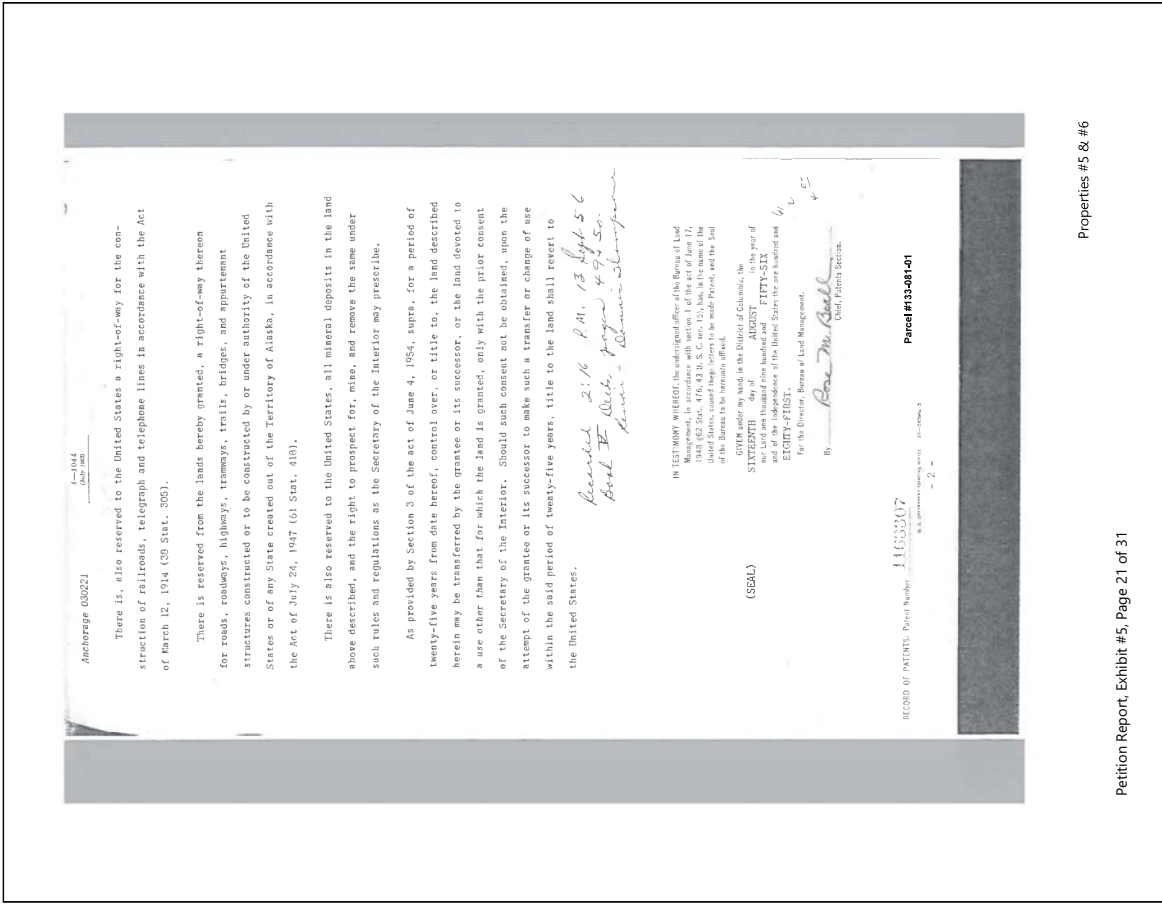 4—1044
(July 1953)
Anchorage 030221
There is, also reserved to the United States a right-of-way for the con-
struction of railroads, telegraph and telephone lines in accordance with the Act
of March 12, 1914 (38 Stat. 305).
There is reserved from the lands hereby granted, a right-of-way thereon
for roads, roadways, highways, tramways, trails, bridges, and appurtenant
structures constructed or to be constructed by or under authority of the United
States or of any State created out of the Territory of Alaska, in accordance with
the Act of July 24, 1947 (61 Stat. 418).
There is also reserved to the United States, all mineral deposits in the land
above described, and the right to prospect for, mine, and remove the same under
such rules and regulations as the Secretary of the Interior may prescribe.
As provided by Section 3 of the act of June 4, 1954, supra, for a period of
twenty-five years from date hereof, control over, or title to, the land described
herein may be transferred by the grantee or its successor, or the land devoted to
a use other than that for which the land is granted, only with the prior consent
of the Secretary of the Interior. Should such consent not be obtained, upon the
attempt of the grantee or its successor to make such a transfer or change of use
within the said period of twenty-five years, title to the land shall revert to
the United States.
Recorded 2:16 P.M. 13 Sept 56
Book IV Deeds pages 49 & 50.
IN TESTIMONY WHEREOF, the undersigned officer of the Bureau of Land
Management, in accordance with section 1 of the act of June 17,
1948 (62 Stat. 476, 43 U. S. C. sec. 15), has, in the name of the
United States, caused these letters to be made Patent, and the Seal
of the Bureau to be hereunto affixed.
GIVEN under my hand, in the District of Columbia, the
SIXTEENTH day of AUGUST in the year of
our Lord one thousand nine hundred and FIFTY-SIX
and of the Independence of the United States the one hundred and
EIGHTY-FIRST.
(SEAL)
For the Director, Bureau of Land Management.
By Rose M. Beall
Chief, Patents Section.
Parcel #133-081-01
RECORD OF PATENTS: Patent Number 1163307
U.S. GOVERNMENT PRINTING OFFICE
- 2 -
Properties #5 & #6
Petition Report, Exhibit #5, Page 21 of 31